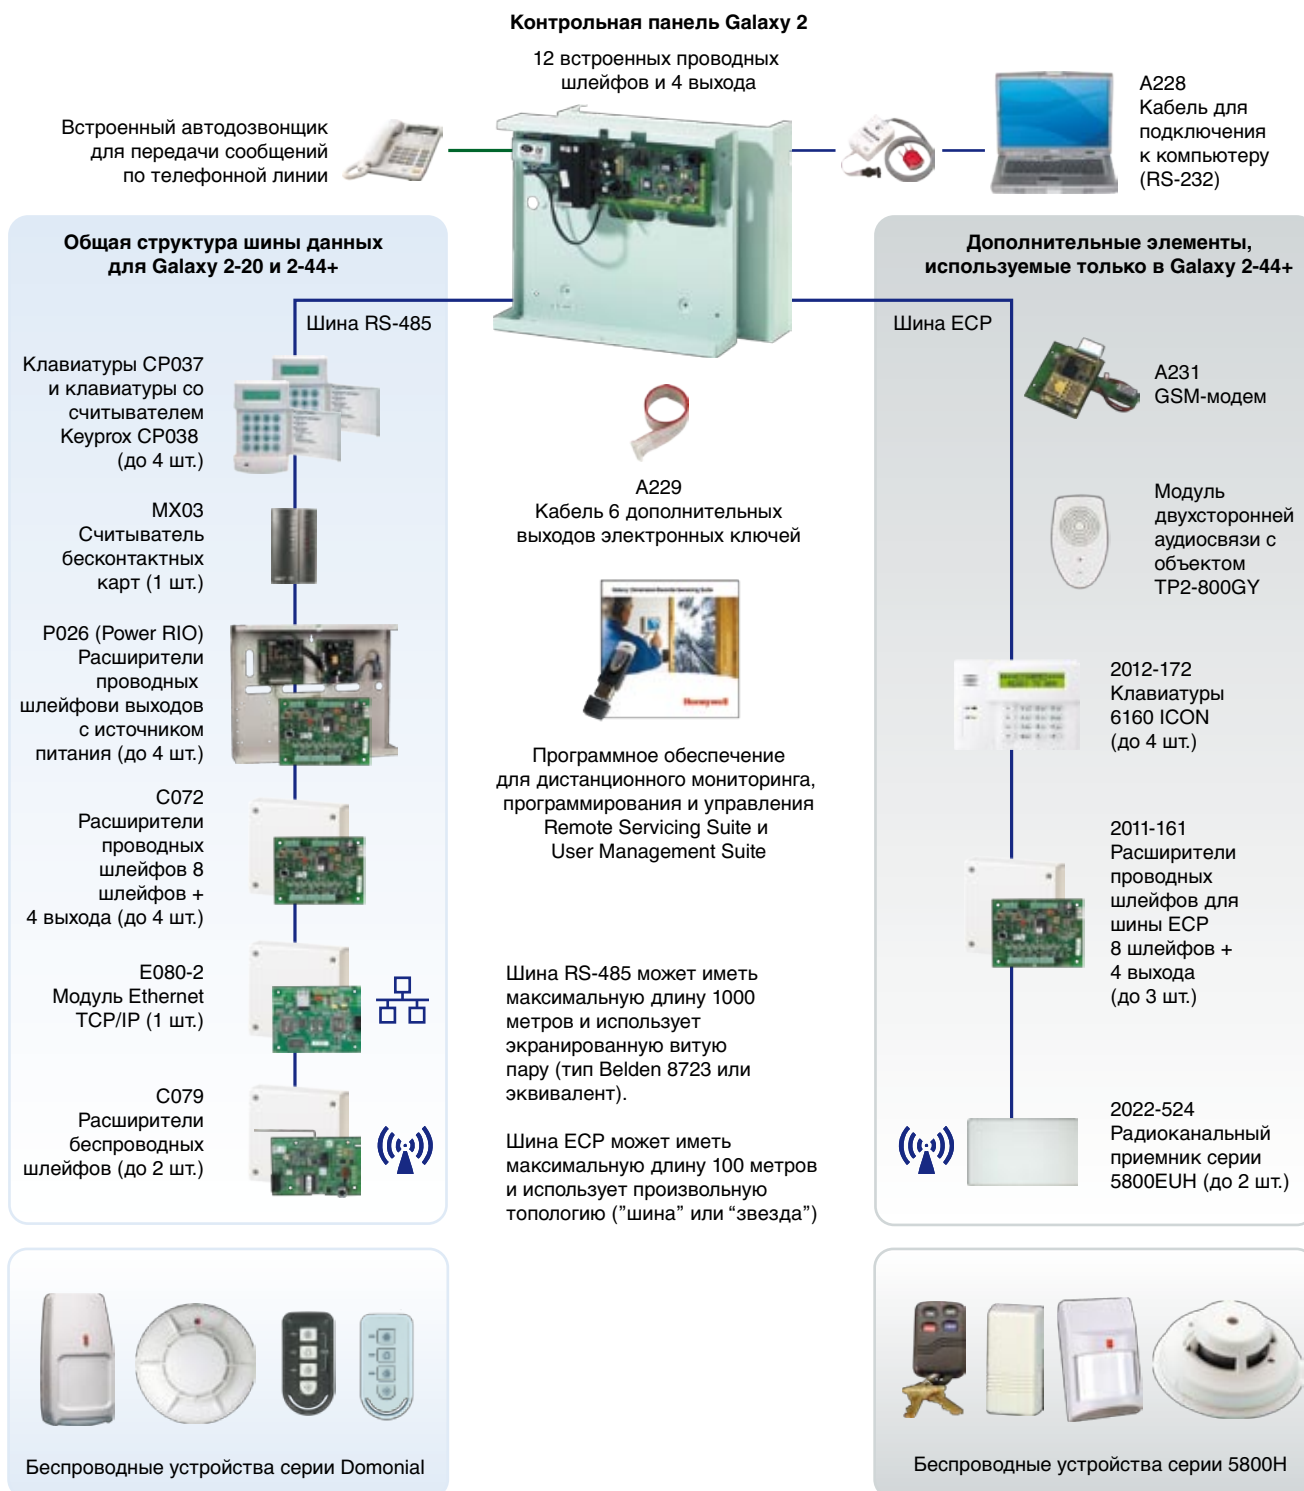 Контрольная панель Galaxy 2
12 встроенных проводных
шлейфов и 4 выхода
Встроенный автодозвонщик
для передачи сообщений
по телефонной линии
A228
Кабель для
подключения
к компьютеру
(RS-232)
Общая структура шины данных
для Galaxy 2-20 и 2-44+
Шина RS-485
Клавиатуры CP037
и клавиатуры со
считывателем
Keyprox CP038
(до 4 шт.)
MX03
Считыватель
бесконтактных
карт (1 шт.)
P026 (Power RIO)
Расширители
проводных
шлейфови выходов
с источником
питания (до 4 шт.)
C072
Расширители
проводных
шлейфов 8
шлейфов +
4 выхода (до 4 шт.)
E080-2
Модуль Ethernet
TCP/IP (1 шт.)
C079
Расширители
беспроводных
шлейфов (до 2 шт.)
A229
Кабель 6 дополнительных
выходов электронных ключей
Galaxy Dimension Remote Servicing Suite
Honeywell
Программное обеспечение
для дистанционного мониторинга,
программирования и управления
Remote Servicing Suite и
User Management Suite
Шина RS-485 может иметь
максимальную длину 1000
метров и использует
экранированную витую
пару (тип Belden 8723 или
эквивалент).
Шина ECP может иметь
максимальную длину 100 метров
и использует произвольную
топологию ("шина" или “звезда”)
Дополнительные элементы,
используемые только в Galaxy 2-44+
Шина ECP
A231
GSM-модем
Модуль
двухсторонней
аудиосвязи с
объектом
TP2-800GY
2012-172
Клавиатуры
6160 ICON
(до 4 шт.)
2011-161
Расширители
проводных
шлейфов для
шины ECP
8 шлейфов +
4 выхода
(до 3 шт.)
2022-524
Радиоканальный
приемник серии
5800EUH (до 2 шт.)
Беспроводные устройства серии Domonial
Беспроводные устройства серии 5800H